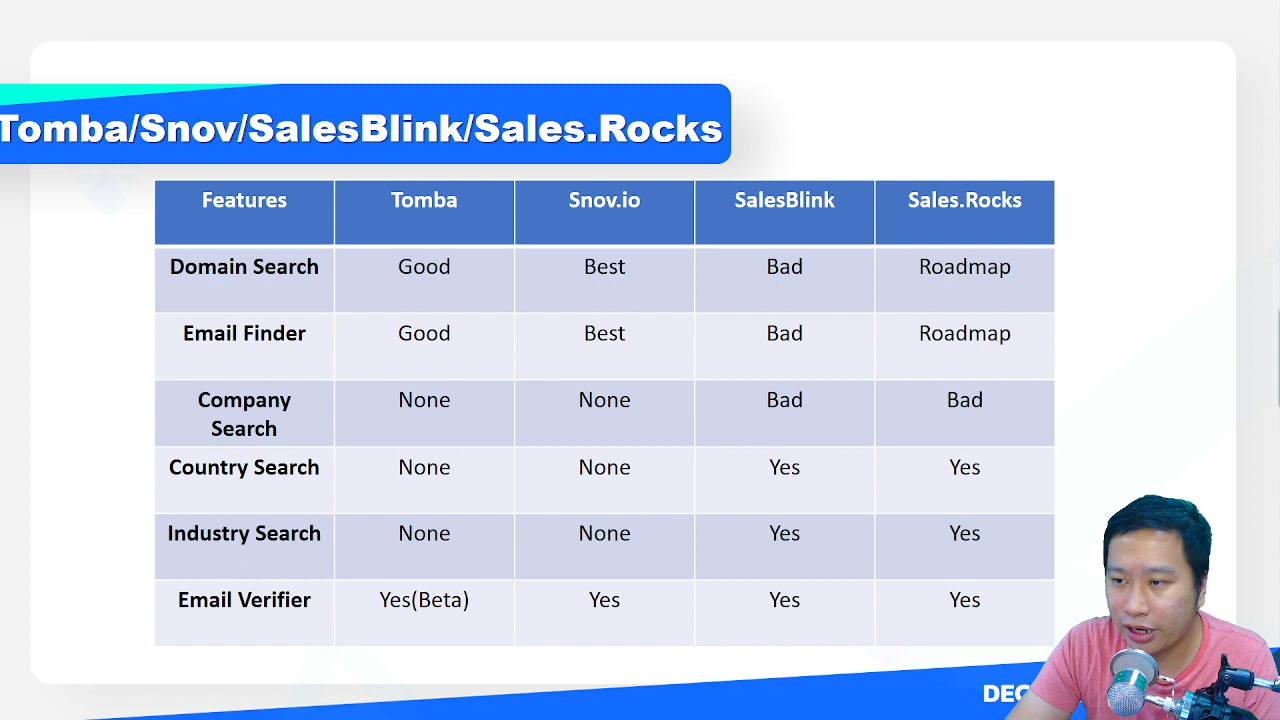 Tomba/Snov/SalesBlink/Sales.Rocks
Features Tomba Snov.io SalesBlink Sales.Rocks
Domain Search Good Best Bad Roadmap
Email Finder Good Best Bad Roadmap
Company Search None None Bad Bad
Country Search None None Yes Yes
Industry Search None None Yes Yes
Email Verifier Yes(Beta) Yes Yes Yes